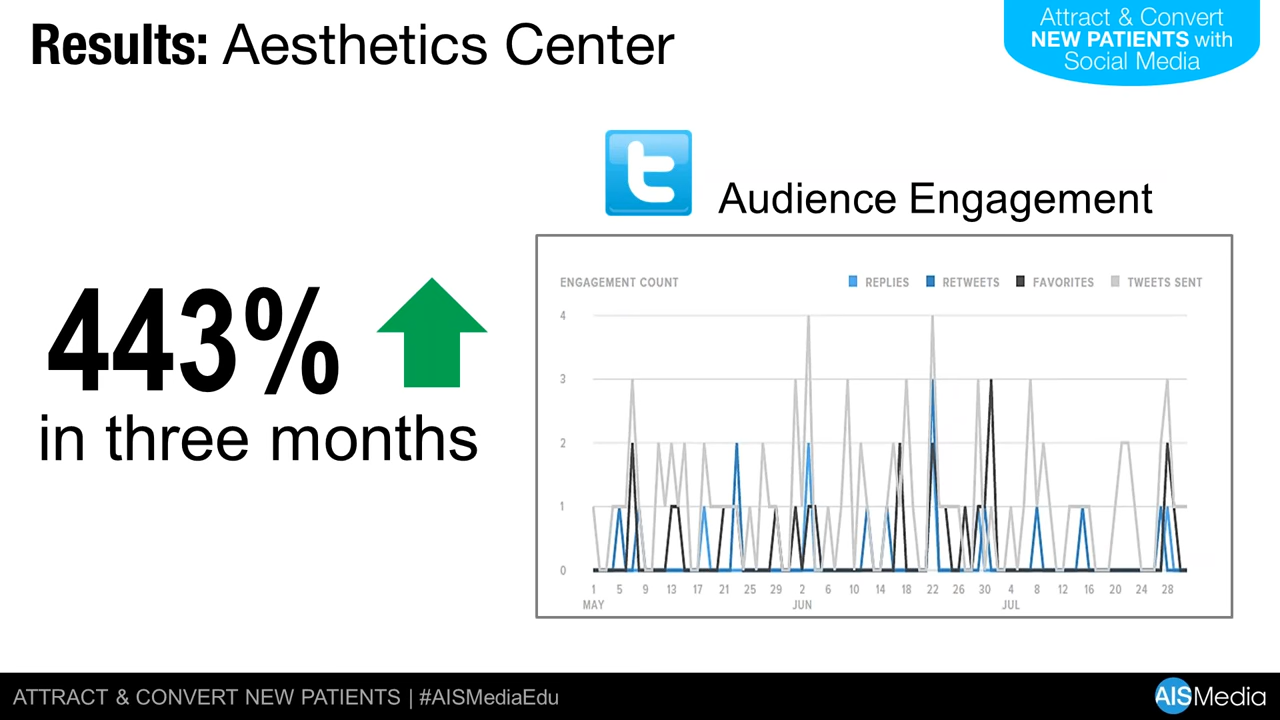 Results: Aesthetics Center
Attract & Convert
NEW PATIENTS with
Social Media
t
Audience Engagement
443%
in three months
ENGAGEMENT COUNT
REPLIES RETWEETS FAVORITES TWEETS SENT
4
3
2
1
0
1 5 9 13 17 21 25 29 2 6 10 14 18 22 26 30 4 8 12 16 20 24 28
MAY JUN JUL
ATTRACT & CONVERT NEW PATIENTS | #AISMediaEdu
AISMedia